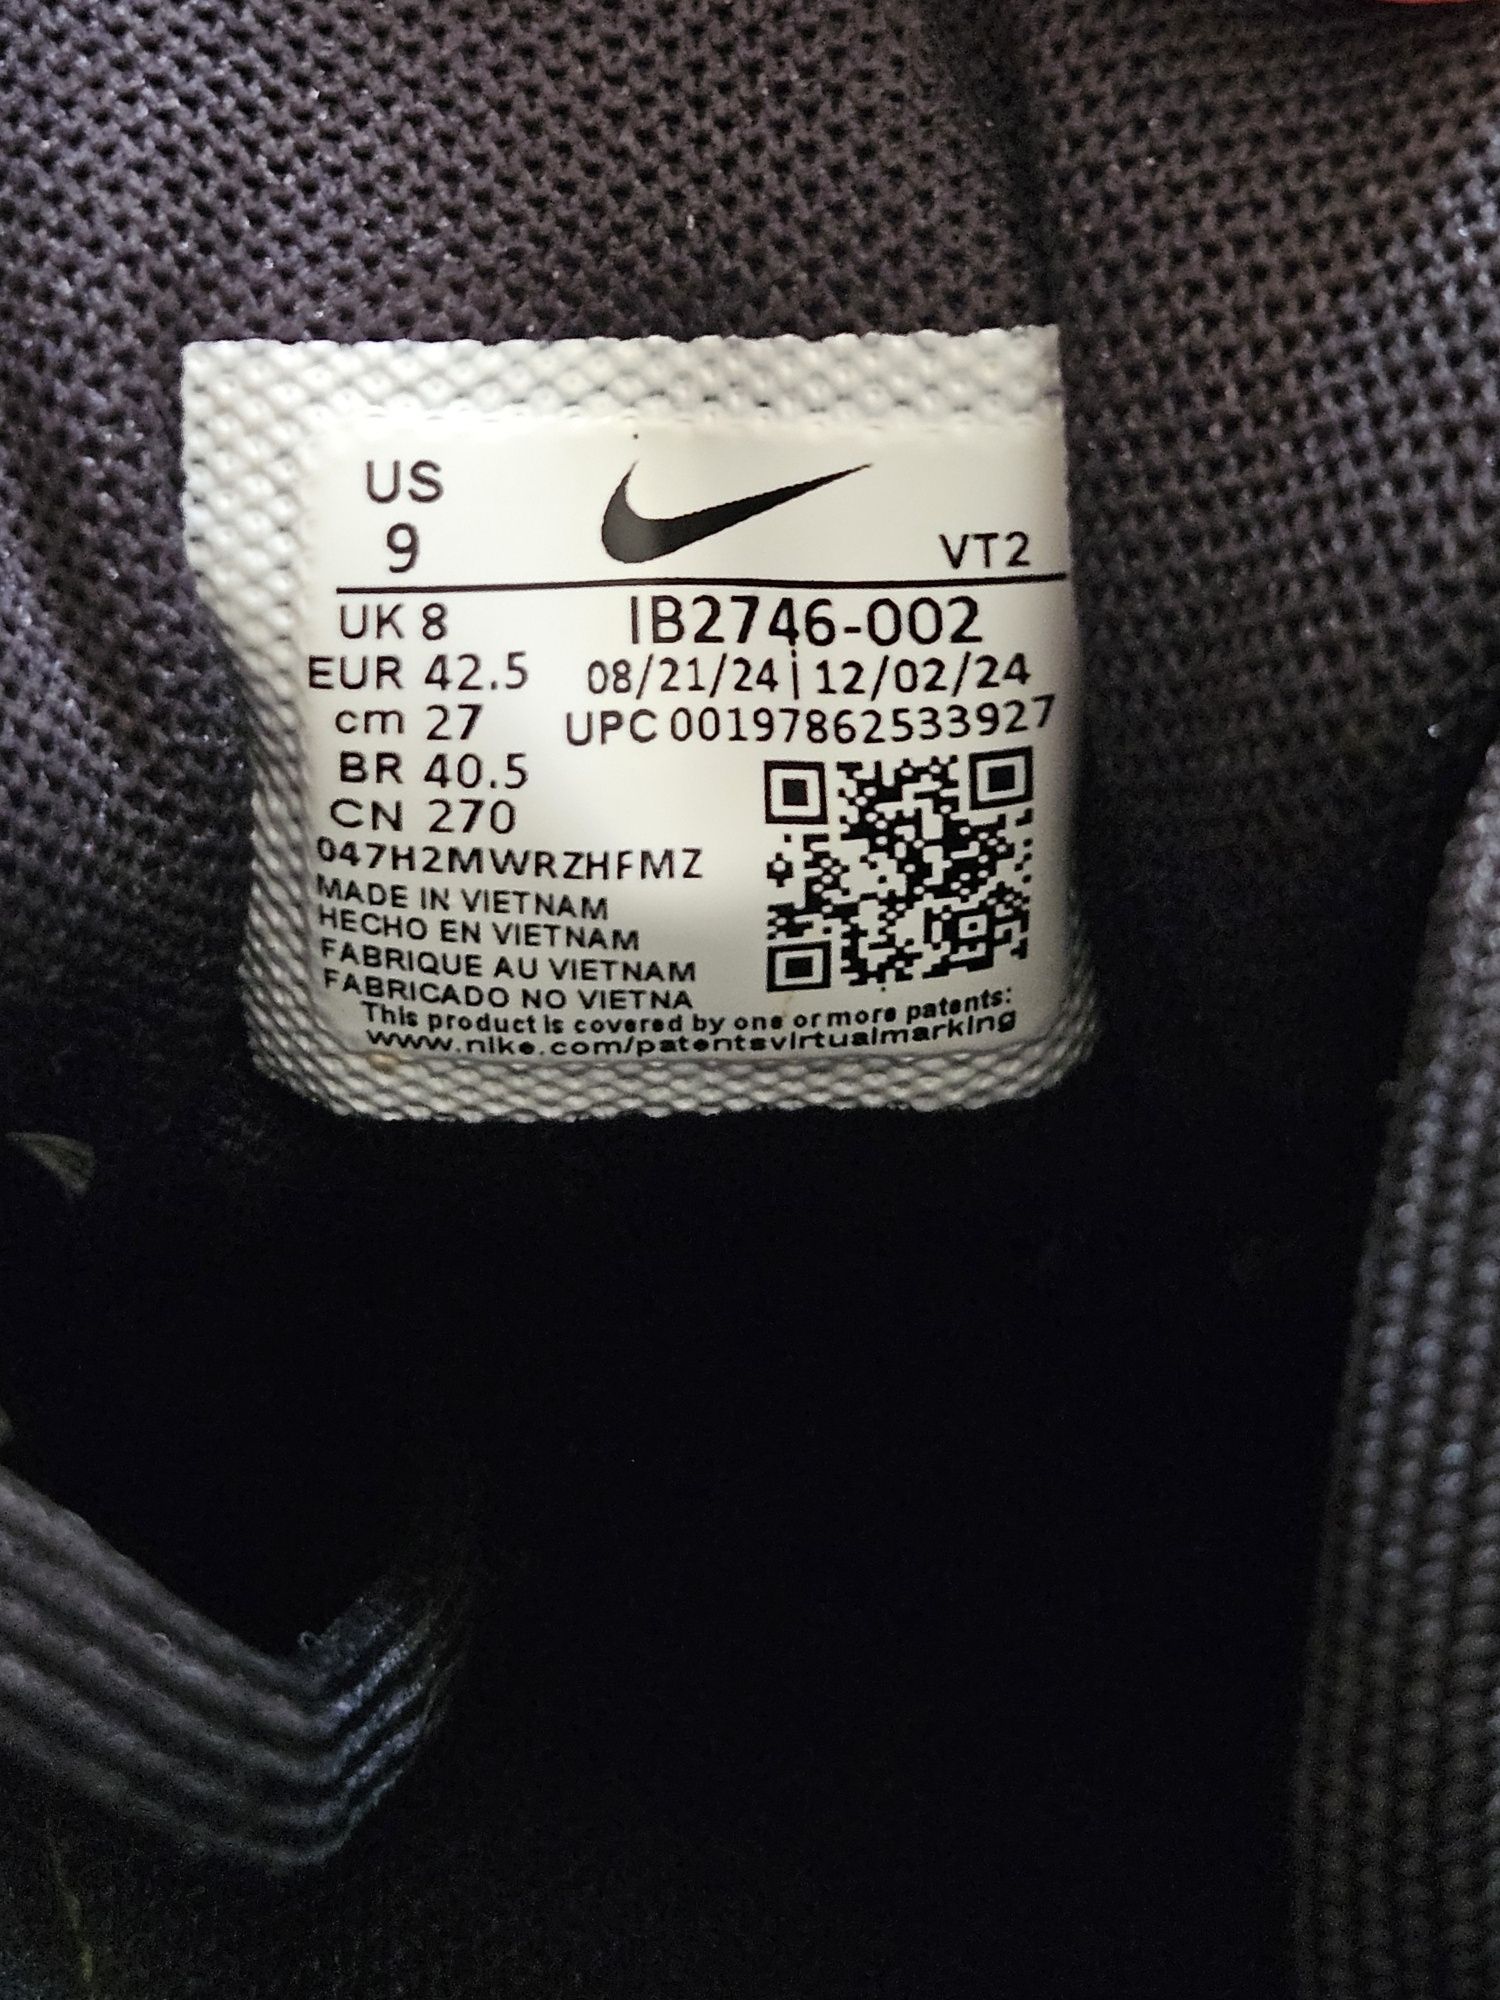 US
9
VT2
UK 8
IB2746-002
EUR 42.5
08/21/24 | 12/02/24
cm 27
UPC 00197862533927
BR 40.5
CN 270
047H2MWRZHFMZ
MADE IN VIETNAM
HECHO EN VIETNAM
FABRIQUE AU VIETNAM
FABRICADO NO VIETNA
This product is covered by one or more patents:
www.nike.com/patentsvirtualmarking